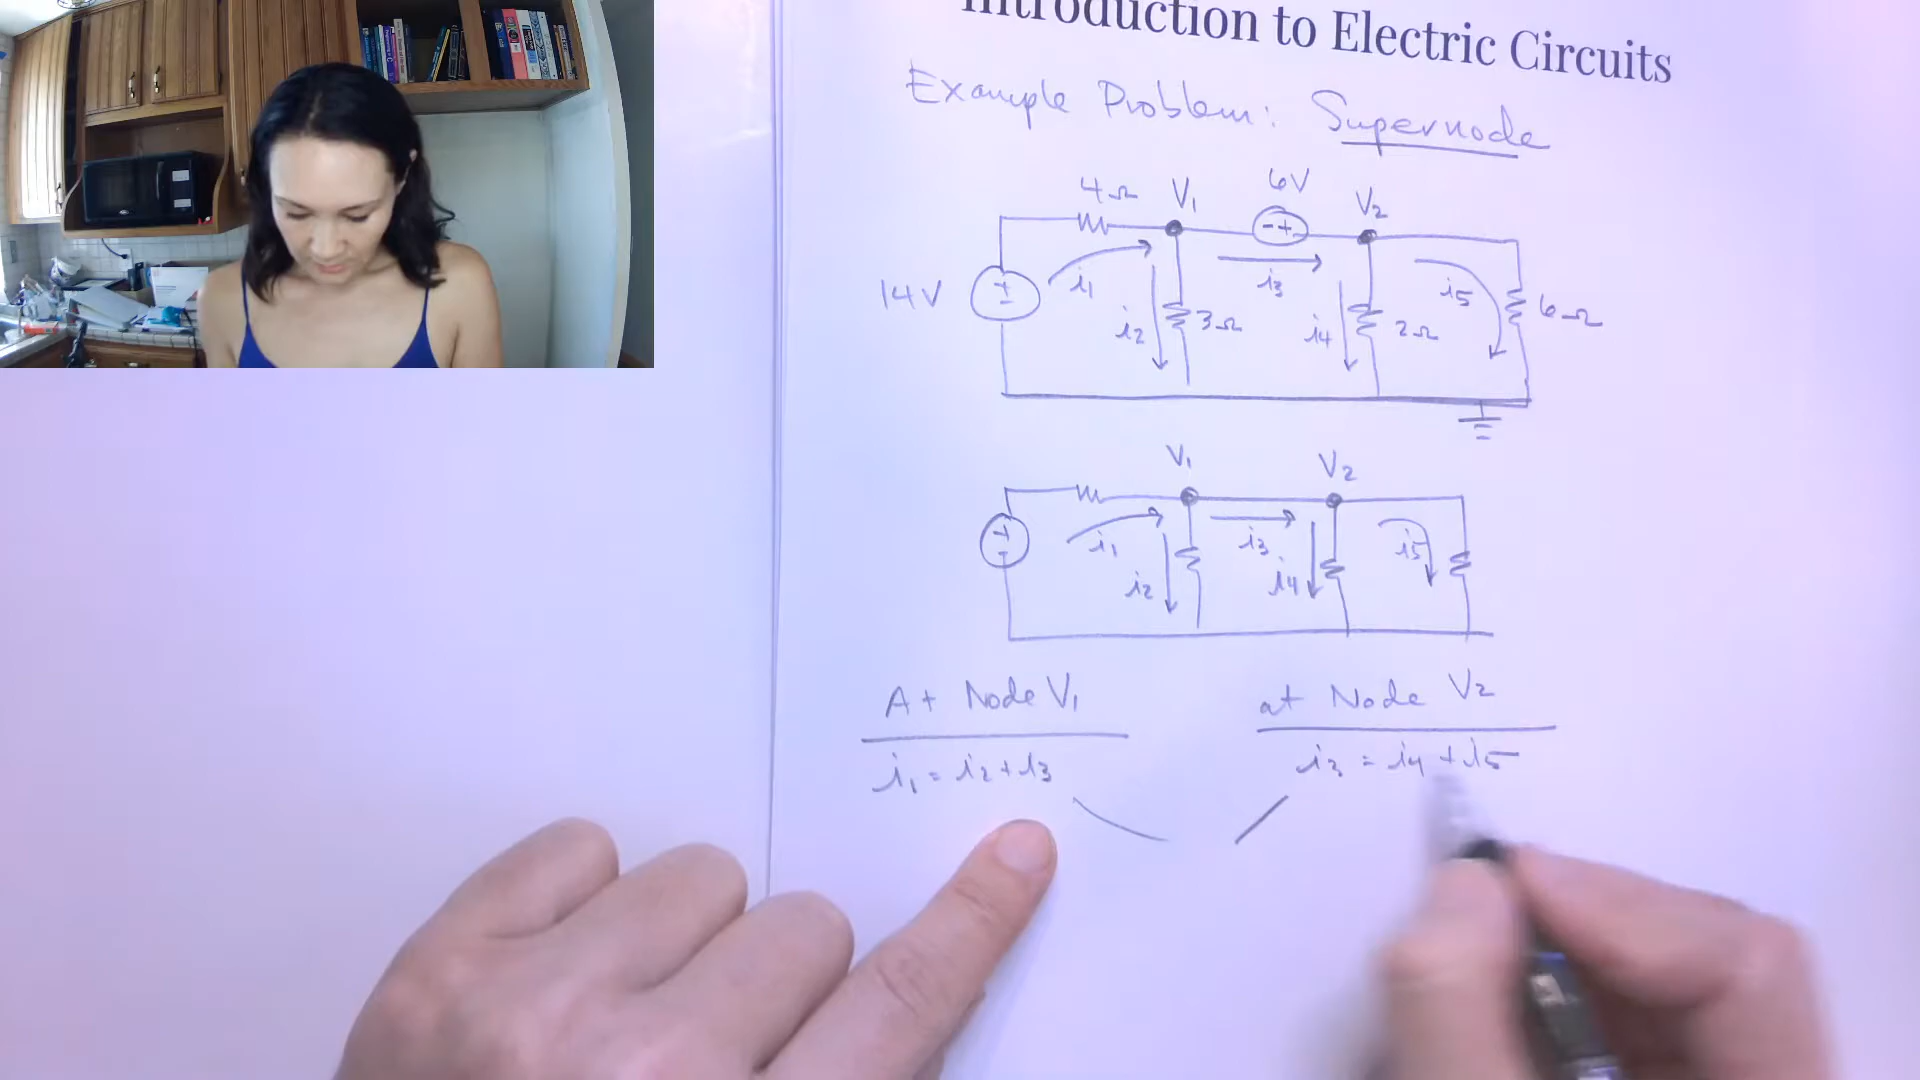 Introduction to Electric Circuits
Example Problem: Supernode
4Ω V₁ 6V V₂
- +
14V + - i₁ i₂ 3Ω i₃ i₄ 2Ω i₅ 6Ω
V₁ V₂
+ - i₁ i₂ i₃ i₄ i₅
At Node V₁
i₁ = i₂ + i₃
at Node V₂
i₃ = i₄ + i₅